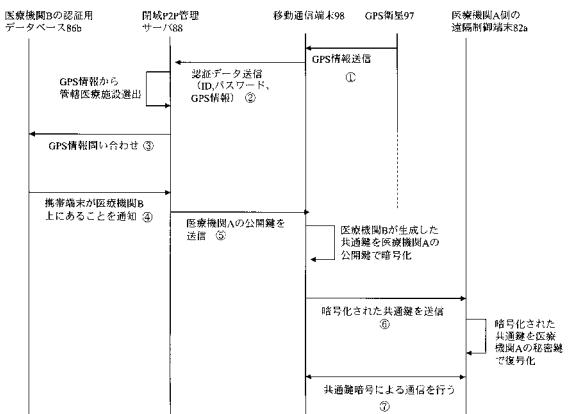 医療機関Bの認証用
データベース86b
閉域P2P管理
サーバ88
移動通信端末98
GPS衛星97
医療機関A側の
遠隔制御端末82a
GPS情報送信
①
認証データ送信
(ID,パスワード、
GPS情報) ②
GPS情報から
管轄医療施設選出
GPS情報問い合わせ ③
携帯端末が医療機関B
上にあることを通知 ④
医療機関Aの公開鍵を
送信 ⑤
医療機関Bが生成した
共通鍵を医療機関Aの
公開鍵で暗号化
暗号化された共通鍵を送信
⑥
暗号化された
共通鍵を医療
機関Aの秘密鍵
で復号化
共通鍵暗号による通信を行う
⑦